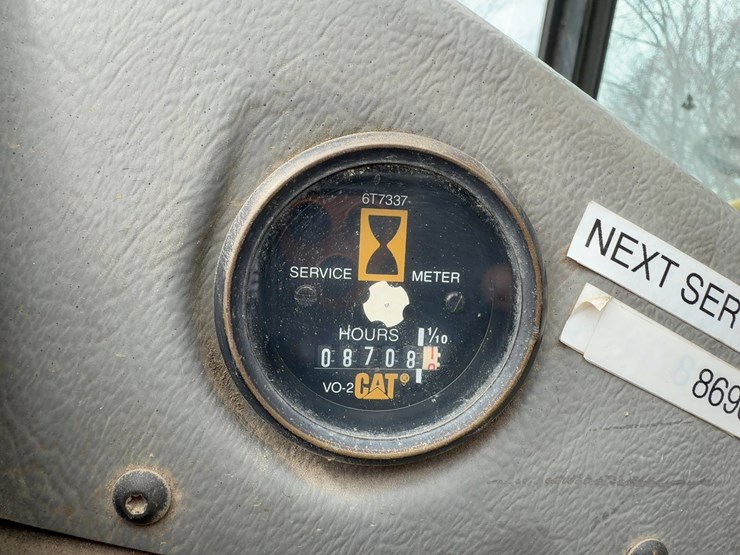 6T7337-
SERVICE METER
HOURS 1/10
08708
VO-2 CAT®
NEXT SER
869